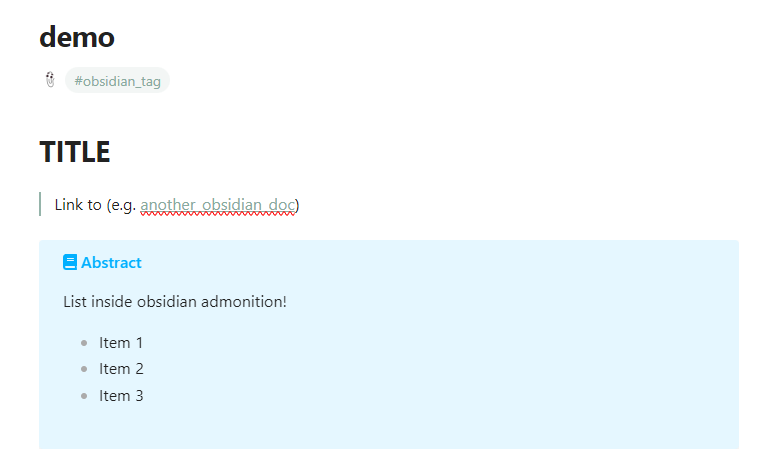 demo
#obsidian_tag
TITLE
Link to (e.g. another_obsidian_doc)
Abstract
List inside obsidian admonition!
Item 1
Item 2
Item 3